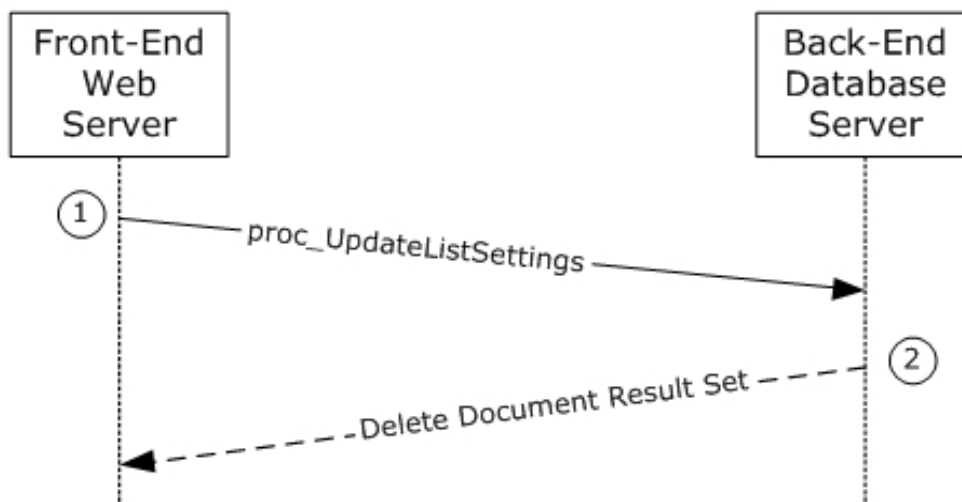 Front-End
Web
Server
Back-End
Database
Server
1
proc_UpdateListSettings
2
Delete Document Result Set